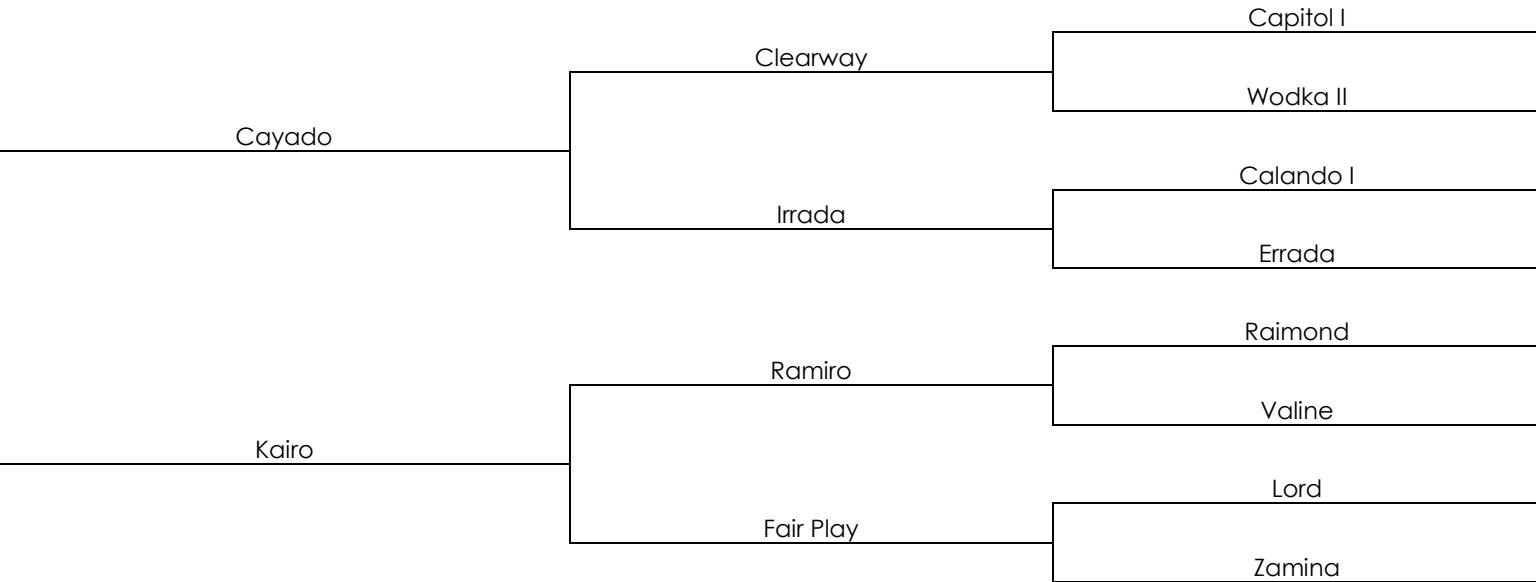 Capitol I
Clearway
Wodka II
Cayado
Calando I
Irrada
Errada
Raimond
Ramiro
Valine
Kairo
Lord
Fair Play
Zamina